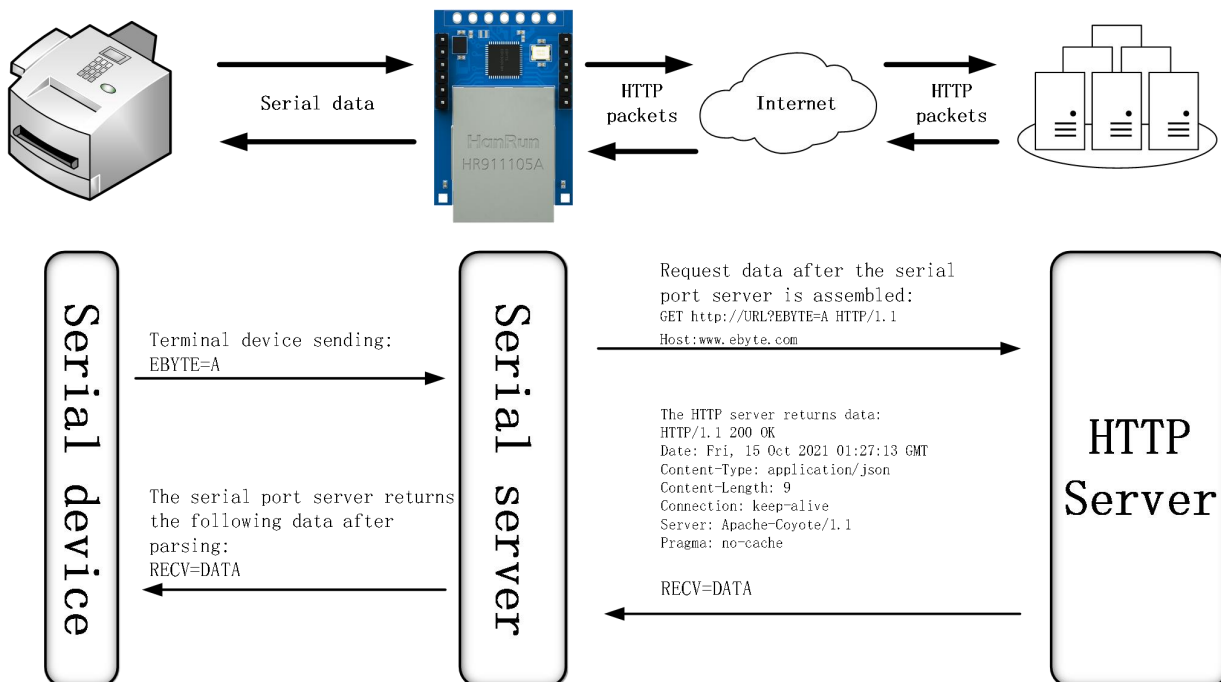 Serial data
HanRun
HR911105A
HTTP
packets
Internet
HTTP
packets
Serial device
Terminal device sending:
EBYTE=A
The serial port server returns
the following data after
parsing:
RECV=DATA
Serial server
Request data after the serial
port server is assembled:
GET http://URL?EBYTE=A HTTP/1.1
Host:www.ebyte.com
The HTTP server returns data:
HTTP/1.1 200 OK
Date: Fri, 15 Oct 2021 01:27:13 GMT
Content-Type: application/json
Content-Length: 9
Connection: keep-alive
Server: Apache-Coyote/1.1
Pragma: no-cache
RECV=DATA
HTTP
Server